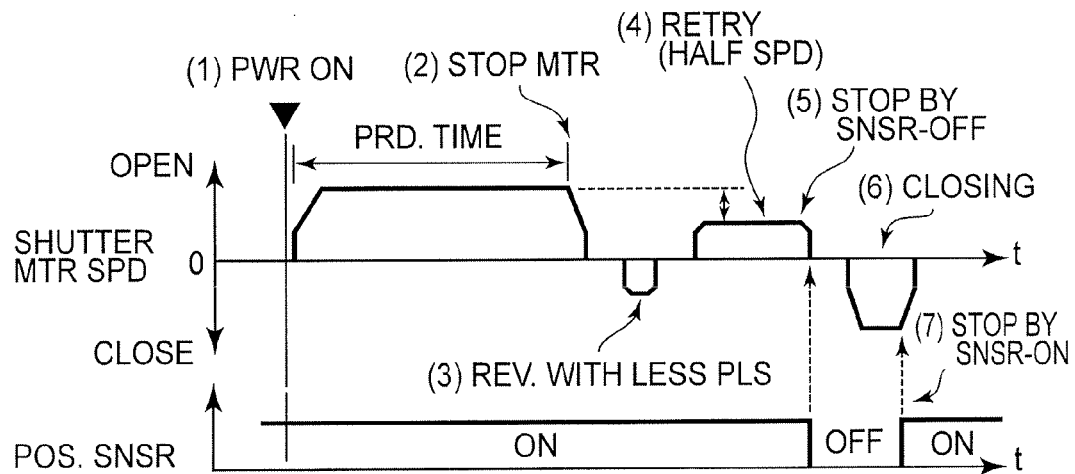 (1) PWR ON
(2) STOP MTR
(4) RETRY
(HALF SPD)
(5) STOP BY
SNSR-OFF
PRD. TIME
OPEN
(6) CLOSING
SHUTTER
MTR SPD
0
t
CLOSE
(3) REV. WITH LESS PLS
(7) STOP BY
SNSR-ON
POS. SNSR
ON
OFF
ON
t